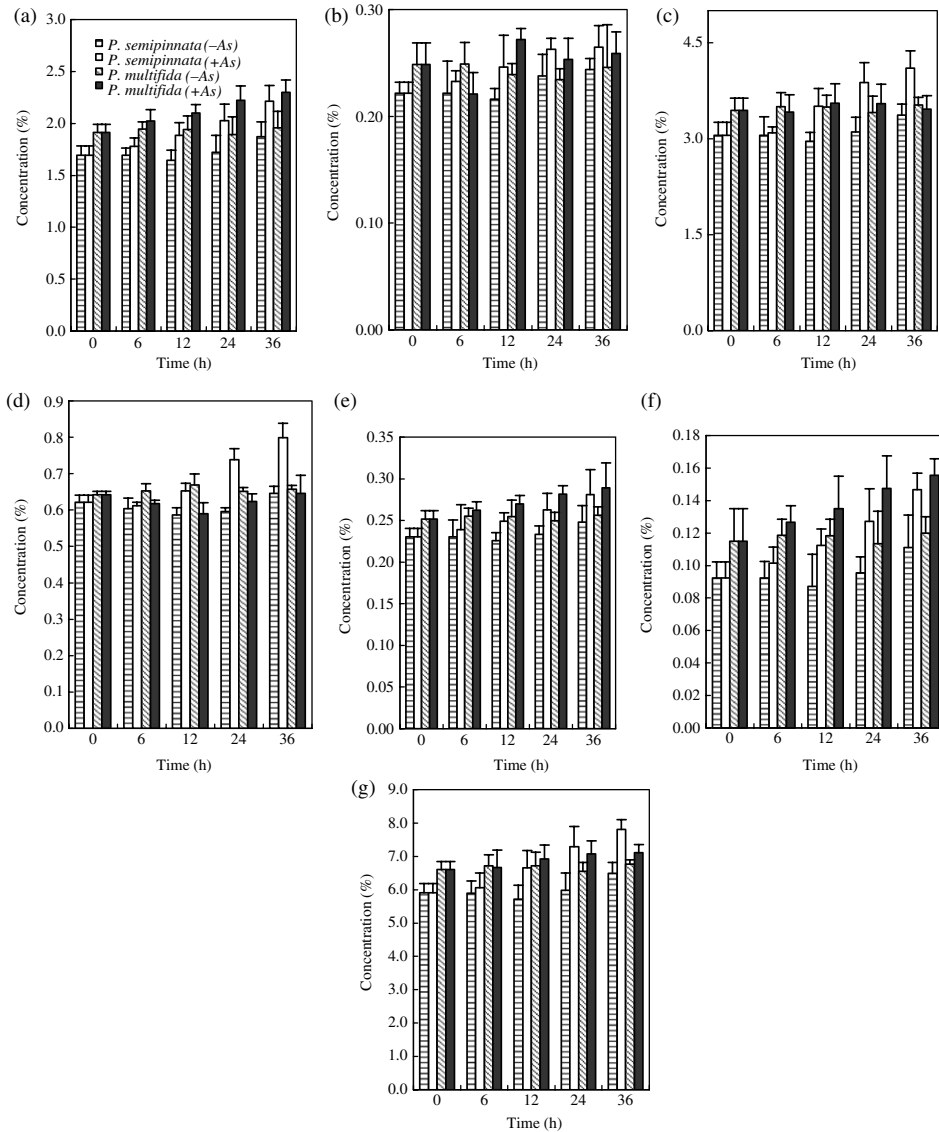 (a)
3.0
2.5
2.0
1.5
1.0
0.5
0.0
Concentration (%)
P. semipinnata (–As)
P. semipinnata (+As)
P. multifida (–As)
P. multifida (+As)
0 6 12 24 36
Time (h)
(b)
0.30
0.20
0.10
0.00
Concentration (%)
0 6 12 24 36
Time (h)
(c)
4.5
3.0
1.5
0.0
Concentration (%)
0 6 12 24 36
Time (h)
(d)
0.9
0.8
0.7
0.6
0.5
0.4
0.3
0.2
0.1
0.0
Concentration (%)
0 6 12 24 36
Time (h)
(e)
0.35
0.30
0.25
0.20
0.15
0.10
0.05
0.00
Concentration (%)
0 6 12 24 36
Time (h)
(f)
0.18
0.16
0.14
0.12
0.10
0.08
0.06
0.04
0.02
0.00
Concentration (%)
0 6 12 24 36
Time (h)
(g)
9.0
8.0
7.0
6.0
5.0
4.0
3.0
2.0
1.0
0.0
Concentration (%)
0 6 12 24 36
Time (h)